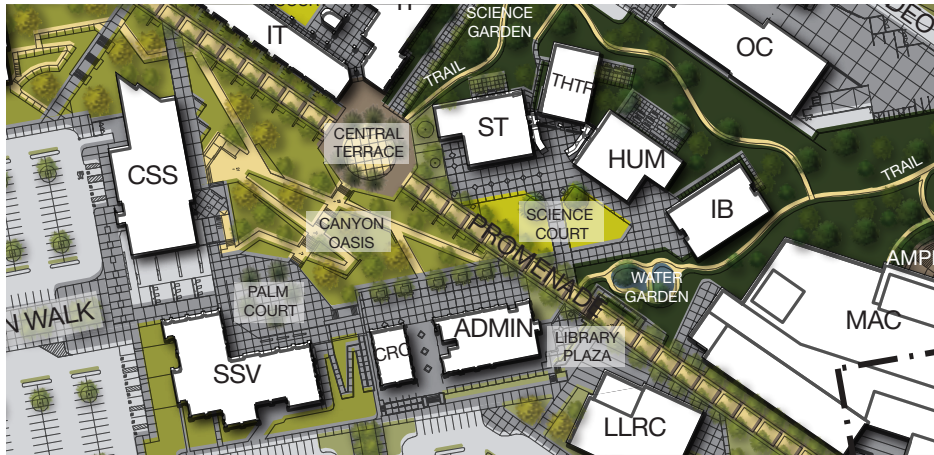 SCIENCE
GARDEN
IT
OC
TRAIL
THTR
ST
CENTRAL
TERRACE
HUM
CSS
TRAIL
IB
SCIENCE
COURT
CANYON
OASIS
PROMENADE
WATER
GARDEN
AMPI
PALM
COURT
N WALK
MAC
ADMIN
LIBRARY
PLAZA
CRC
SSV
LLRC